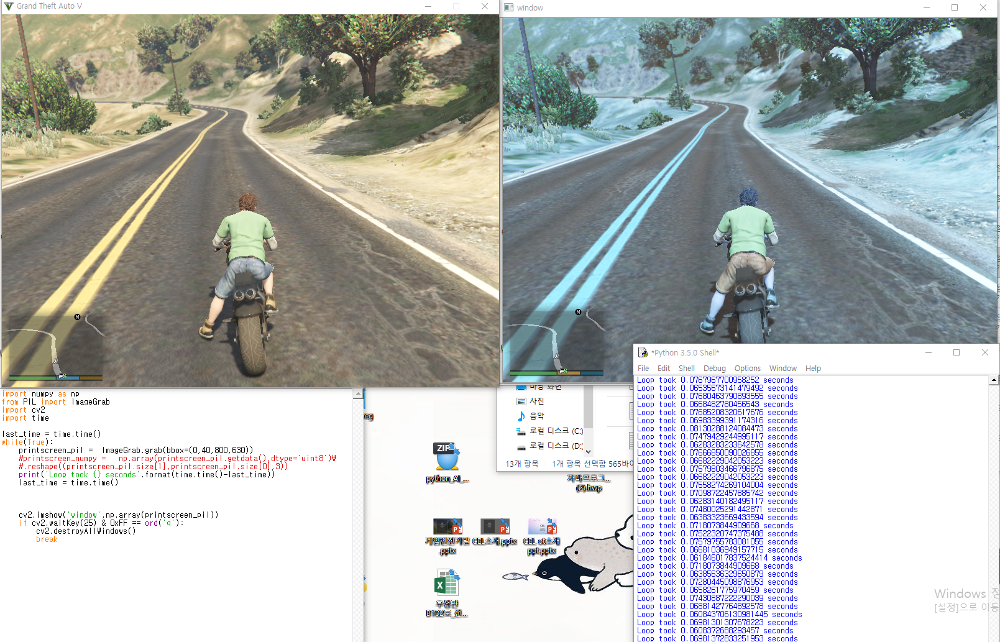 Grand Theft Auto V
window
N
N
import numpy as np
from PIL import ImageGrab
import cv2
import time
last_time = time.time()
while(True):
printscreen_pil =  ImageGrab.grab(bbox=(0,40,800,630))
#printscreen_numpy =   np.array(printscreen_pil.getdata(),dtype='uint8')\
#.reshape((printscreen_pil.size[1],printscreen_pil.size[0],3))
print('Loop took {} seconds'.format(time.time()-last_time))
last_time = time.time()
cv2.imshow('window',np.array(printscreen_pil))
if cv2.waitKey(25) & 0xFF == ord('q'):
cv2.destroyAllWindows()
break
바탕 화면
사진
음악
로컬 디스크 (C:)
로컬 디스크 (D:)
13개 항목
1개 항목 선택함 565바이
ZIP
python_AI_...
(2).hwp
.pptx
CEL소개.pptx
CEL ot소개
ppt.pptx
후생관
B102호_선...
*Python 3.5.0 Shell*
File Edit Shell Debug Options Window Help
Loop took 0.0767967700958252 seconds
Loop took 0.06535673141479492 seconds
Loop took 0.07680463790893555 seconds
Loop took 0.0668482780456543 seconds
Loop took 0.07685208320617676 seconds
Loop took 0.06983399391174316 seconds
Loop took 0.08130288124084473 seconds
Loop took 0.07479429244995117 seconds
Loop took 0.06283283233642578 seconds
Loop took 0.07666850090026855 seconds
Loop took 0.06682229042053223 seconds
Loop took 0.07579803466796875 seconds
Loop took 0.06682229042053223 seconds
Loop took 0.07558274269104004 seconds
Loop took 0.07098722457885742 seconds
Loop took 0.06283140182495117 seconds
Loop took 0.07480025291442871 seconds
Loop took 0.06383323669433594 seconds
Loop took 0.0718073844909668 seconds
Loop took 0.07522320747375488 seconds
Loop took 0.07579755783081055 seconds
Loop took 0.06681036949157715 seconds
Loop took 0.061846017837524414 seconds
Loop took 0.0718073844909668 seconds
Loop took 0.06385636329650879 seconds
Loop took 0.07280445098876953 seconds
Loop took 0.0658261775970459 seconds
Loop took 0.07430887222290039 seconds
Loop took 0.06881427764892578 seconds
Loop took 0.060843706130981445 seconds
Loop took 0.06981301307678223 seconds
Loop took 0.0608372688293457 seconds
Loop took 0.06981372833251953 seconds
Windows 정
[설정]으로 이동